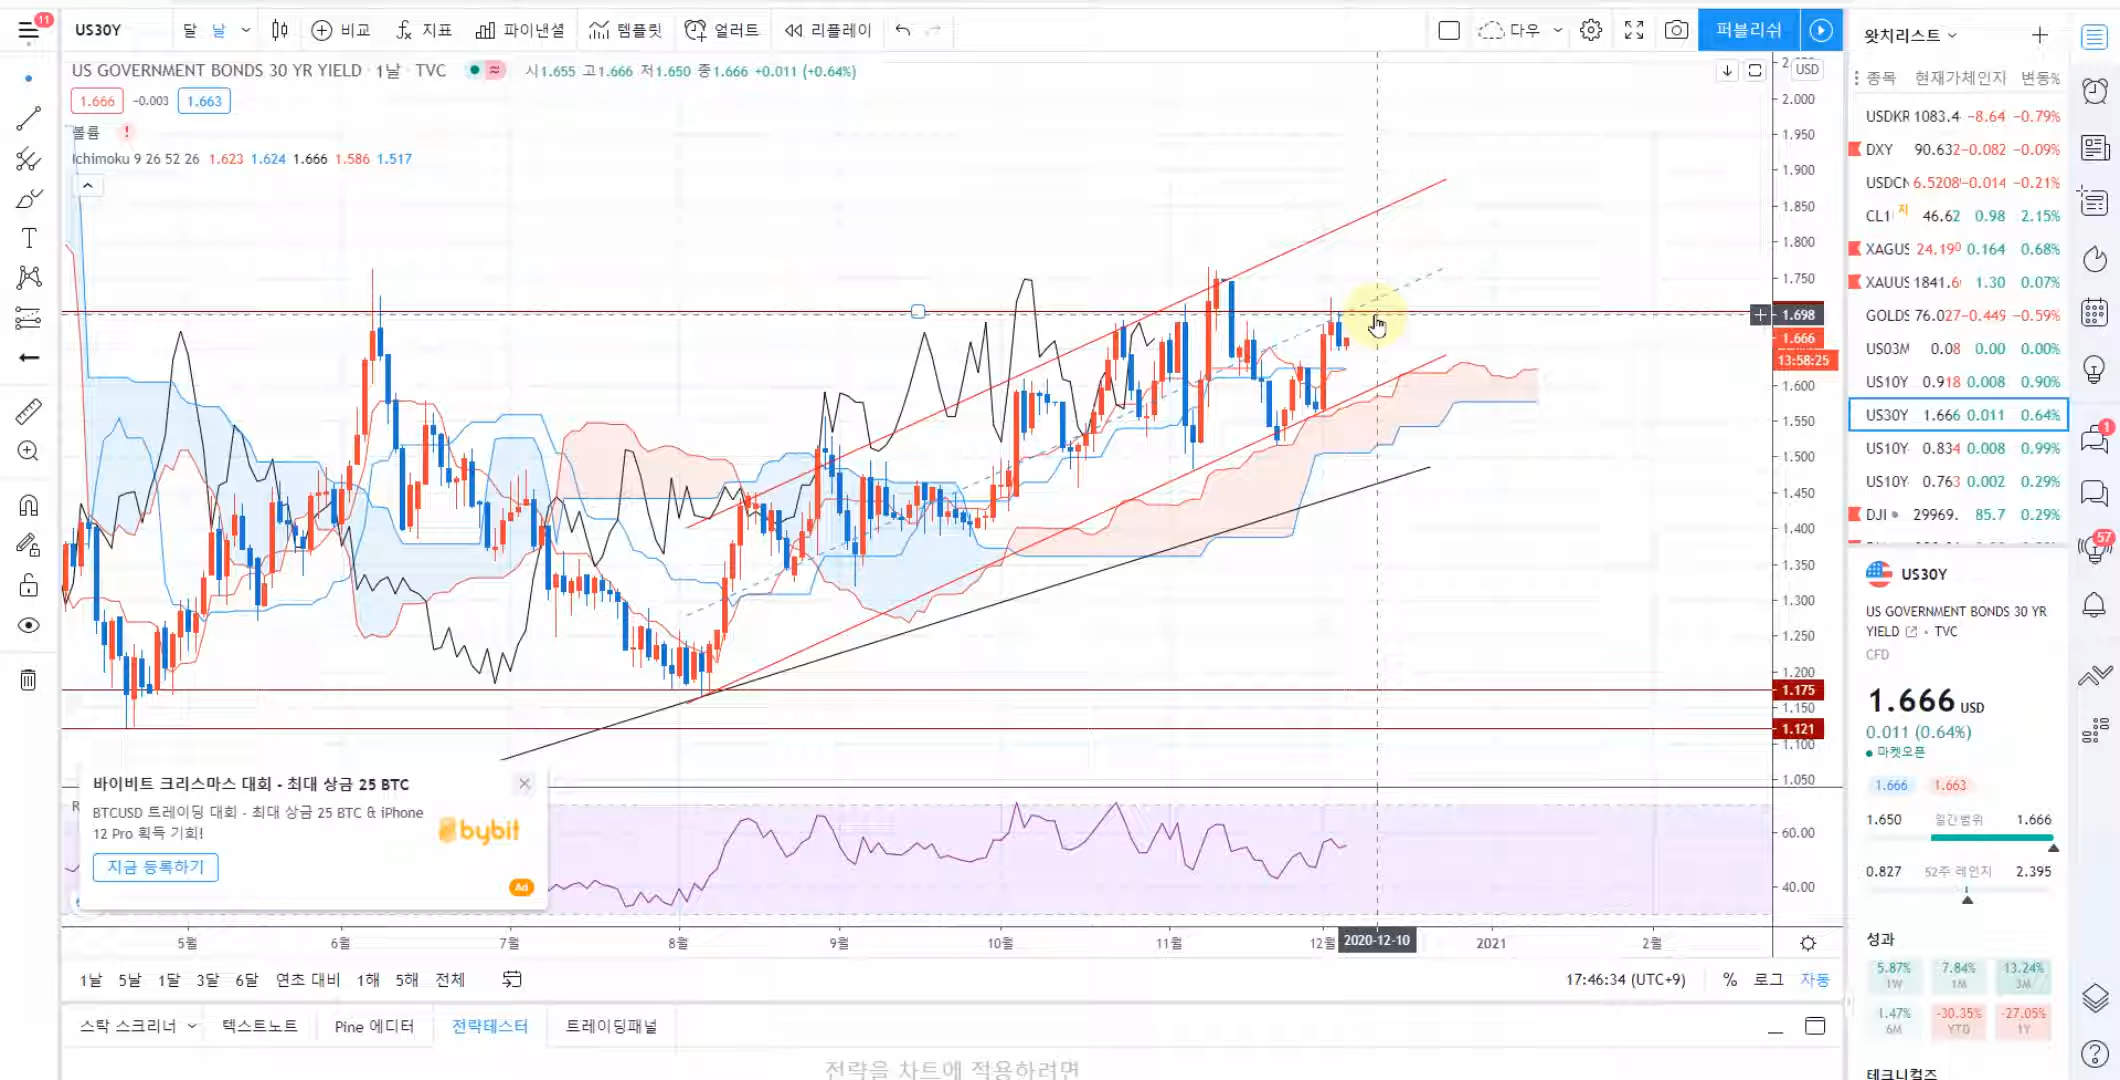 11
US30Y
달 날
비교
지표
파이낸셜
템플릿
얼러트
리플레이
다우
퍼블리쉬
US GOVERNMENT BONDS 30 YR YIELD · 1날 · TVC
시1.655 고1.666 저1.650 종1.666 +0.011 (+0.64%)
1.666 -0.003 1.663
볼륨
Ichimoku 9 26 52 26 1.623 1.624 1.666 1.586 1.517
USD
2.000
1.950
1.900
1.850
1.800
1.750
1.698
1.666
13:58:25
1.600
1.550
1.500
1.450
1.400
1.350
1.300
1.250
1.200
1.175
1.150
1.121
1.100
1.050
60.00
40.00
바이비트 크리스마스 대회 - 최대 상금 25 BTC
BTCUSD 트레이딩 대회 - 최대 상금 25 BTC & iPhone
12 Pro 획득 기회!
지금 등록하기
bybit
Ad
5월 6월 7월 8월 9월 10월 11월 12월 2020-12-10 2021 2월
1날 5날 1달 3달 6달 연초 대비 1해 5해 전체
17:46:34 (UTC+9)
% 로그 자동
스탁 스크리너 텍스트노트 Pine 에디터 전략테스터 트레이딩패널
전략을 차트에 적용하려면
왓치리스트
종목 현재가 체인지 변동%
USDKR 1083.4 -8.64 -0.79%
DXY 90.632 -0.082 -0.09%
USDCN 6.5208 -0.014 -0.21%
CL1! 지 46.62 0.98 2.15%
XAGUS 24.190 0.164 0.68%
XAUUS 1841.6 1.30 0.07%
GOLDS 76.027 -0.449 -0.59%
US03M 0.08 0.00 0.00%
US10Y 0.918 0.008 0.90%
US30Y 1.666 0.011 0.64%
US10Y- 0.834 0.008 0.99%
US10Y- 0.763 0.002 0.29%
DJI 29969. 85.7 0.29%
US30Y
US GOVERNMENT BONDS 30 YR
YIELD · TVC
CFD
1.666 USD
0.011 (0.64%)
마켓오픈
1.666 1.663
1.650 일간범위 1.666
0.827 52주 레인지 2.395
성과
5.87% 7.84% 13.24%
1W 1M 3M
1.47% -30.35% -27.05%
6M YTD 1Y
테크니컬즈
1
57